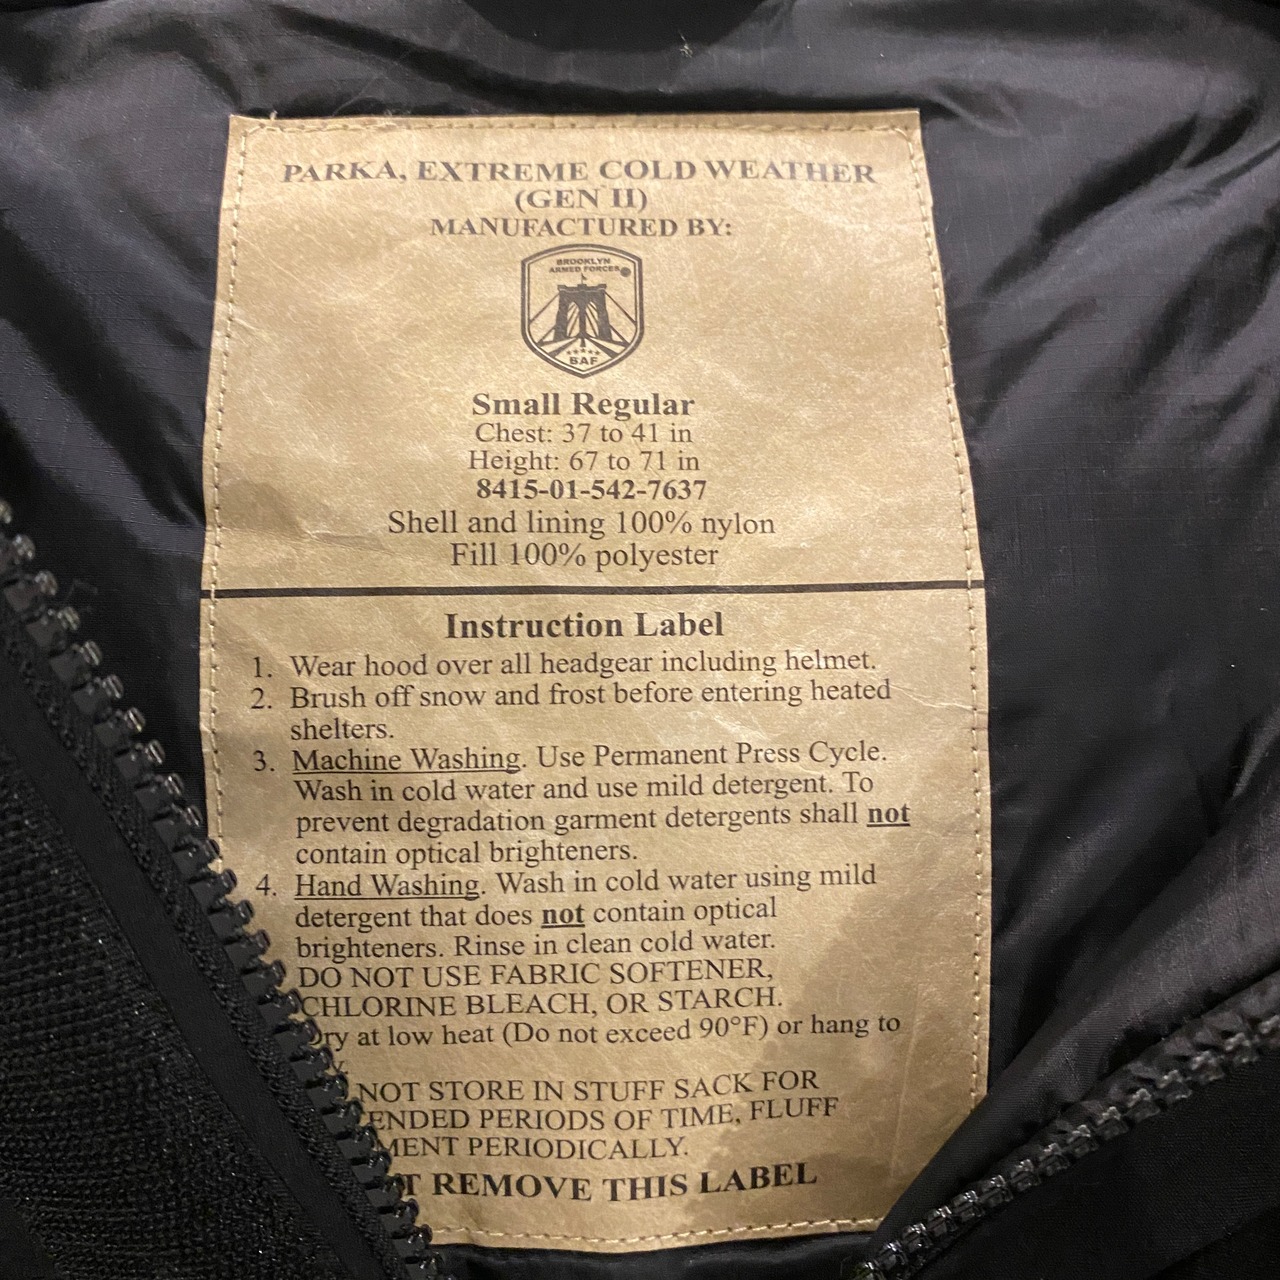 PARKA, EXTREME COLD WEATHER
(GEN II)
MANUFACTURED BY:
BROOKLYN
ARMED FORCES
BAF
Small Regular
Chest: 37 to 41 in
Height: 67 to 71 in
8415-01-542-7637
Shell and lining 100% nylon
Fill 100% polyester
Instruction Label
1. Wear hood over all headgear including helmet.
2. Brush off snow and frost before entering heated
shelters.
3. Machine Washing. Use Permanent Press Cycle.
Wash in cold water and use mild detergent. To
prevent degradation garment detergents shall not
contain optical brighteners.
4. Hand Washing. Wash in cold water using mild
detergent that does not contain optical
brighteners. Rinse in clean cold water.
DO NOT USE FABRIC SOFTENER,
CHLORINE BLEACH, OR STARCH.
Dry at low heat (Do not exceed 90°F) or hang to
NOT STORE IN STUFF SACK FOR
ENDED PERIODS OF TIME, FLUFF
MENT PERIODICALLY.
T REMOVE THIS LABEL